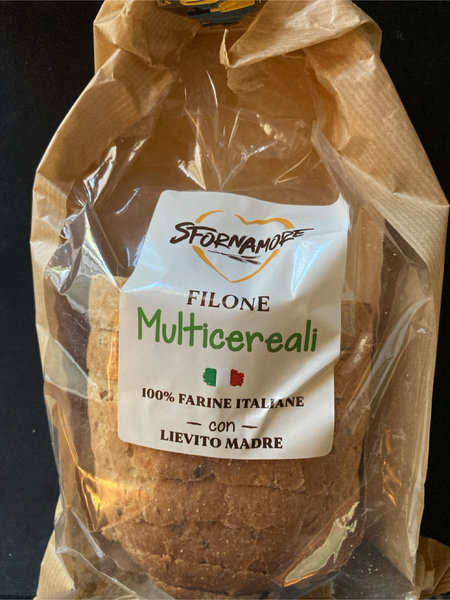 SFORNAMORE
FILONE
Multicereali
100% FARINE ITALIANE
— con —
LIEVITO MADRE